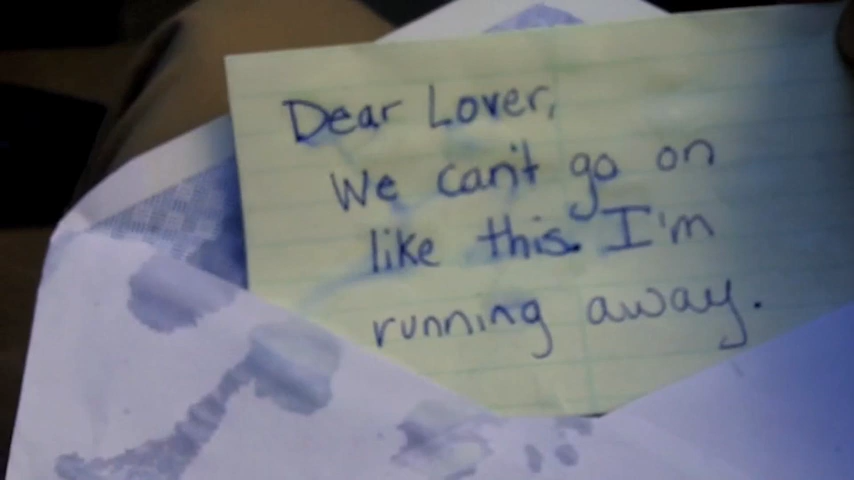 Dear Lover,
We can't go on
like this. I'm
running away.